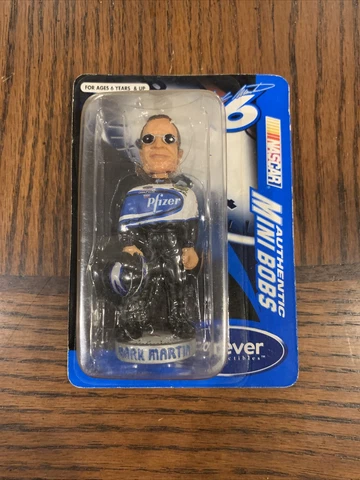 FOR AGES 6 YEARS & UP
6
NASCAR
AUTHENTIC
MINI BOBS
Pfizer
MARK MARTIN